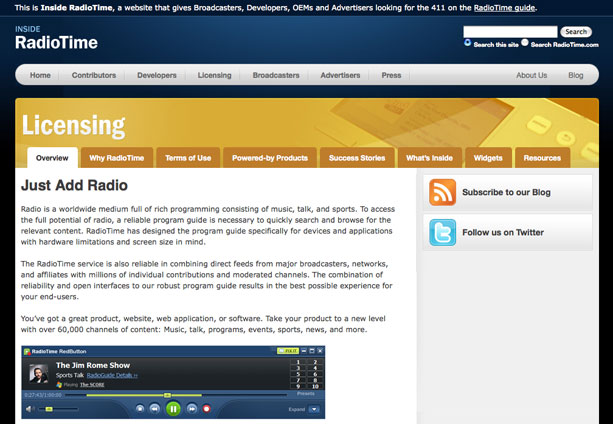 This is Inside RadioTime, a website that gives Broadcasters, Developers, OEMs and Advertisers looking for the 411 on the RadioTime guide.
INSIDE
RadioTime
Search
Search this site Search RadioTime.com
Home Contributors Developers Licensing Broadcasters Advertisers Press About Us Blog
Licensing
Overview Why RadioTime Terms of Use Powered-by Products Success Stories What's Inside Widgets Resources
Just Add Radio
Radio is a worldwide medium full of rich programming consisting of music, talk, and sports. To access
the full potential of radio, a reliable program guide is necessary to quickly search and browse for the
relevant content. RadioTime has designed the program guide specifically for devices and applications
with hardware limitations and screen size in mind.
The RadioTime service is also reliable in combining direct feeds from major broadcasters, networks,
and affiliates with millions of individual contributions and moderated channels. The combination of
reliability and open interfaces to our robust program guide results in the best possible experience for
your end-users.
You've got a great product, website, web application, or software. Take your product to a new level
with over 60,000 channels of content: Music, talk, programs, events, sports, news, and more.
RadioTime RedButton
The Jim Rome Show
Sports Talk RadioGuide Details ››
Playing The SCORE
1 2
3 4
5 6
7 8
9 10
0:27:43/1:00:00 Presets
Expand
Subscribe to our Blog
Follow us on Twitter